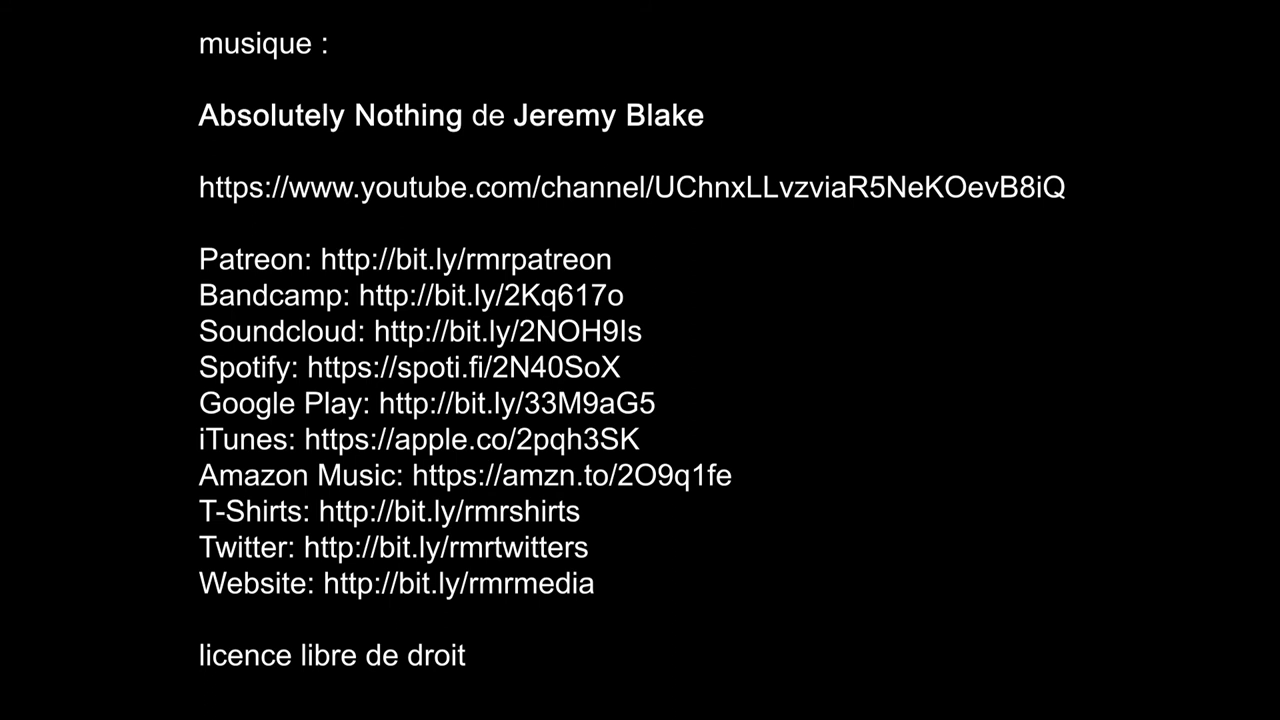 musique :
Absolutely Nothing de Jeremy Blake
https://www.youtube.com/channel/UChnxLLvzviaR5NeKOevB8iQ
Patreon: http://bit.ly/rmrpatreon
Bandcamp: http://bit.ly/2Kq617o
Soundcloud: http://bit.ly/2NOH9Is
Spotify: https://spoti.fi/2N40SoX
Google Play: http://bit.ly/33M9aG5
iTunes: https://apple.co/2pqh3SK
Amazon Music: https://amzn.to/2O9q1fe
T-Shirts: http://bit.ly/rmrshirts
Twitter: http://bit.ly/rmrtwitters
Website: http://bit.ly/rmrmedia
licence libre de droit